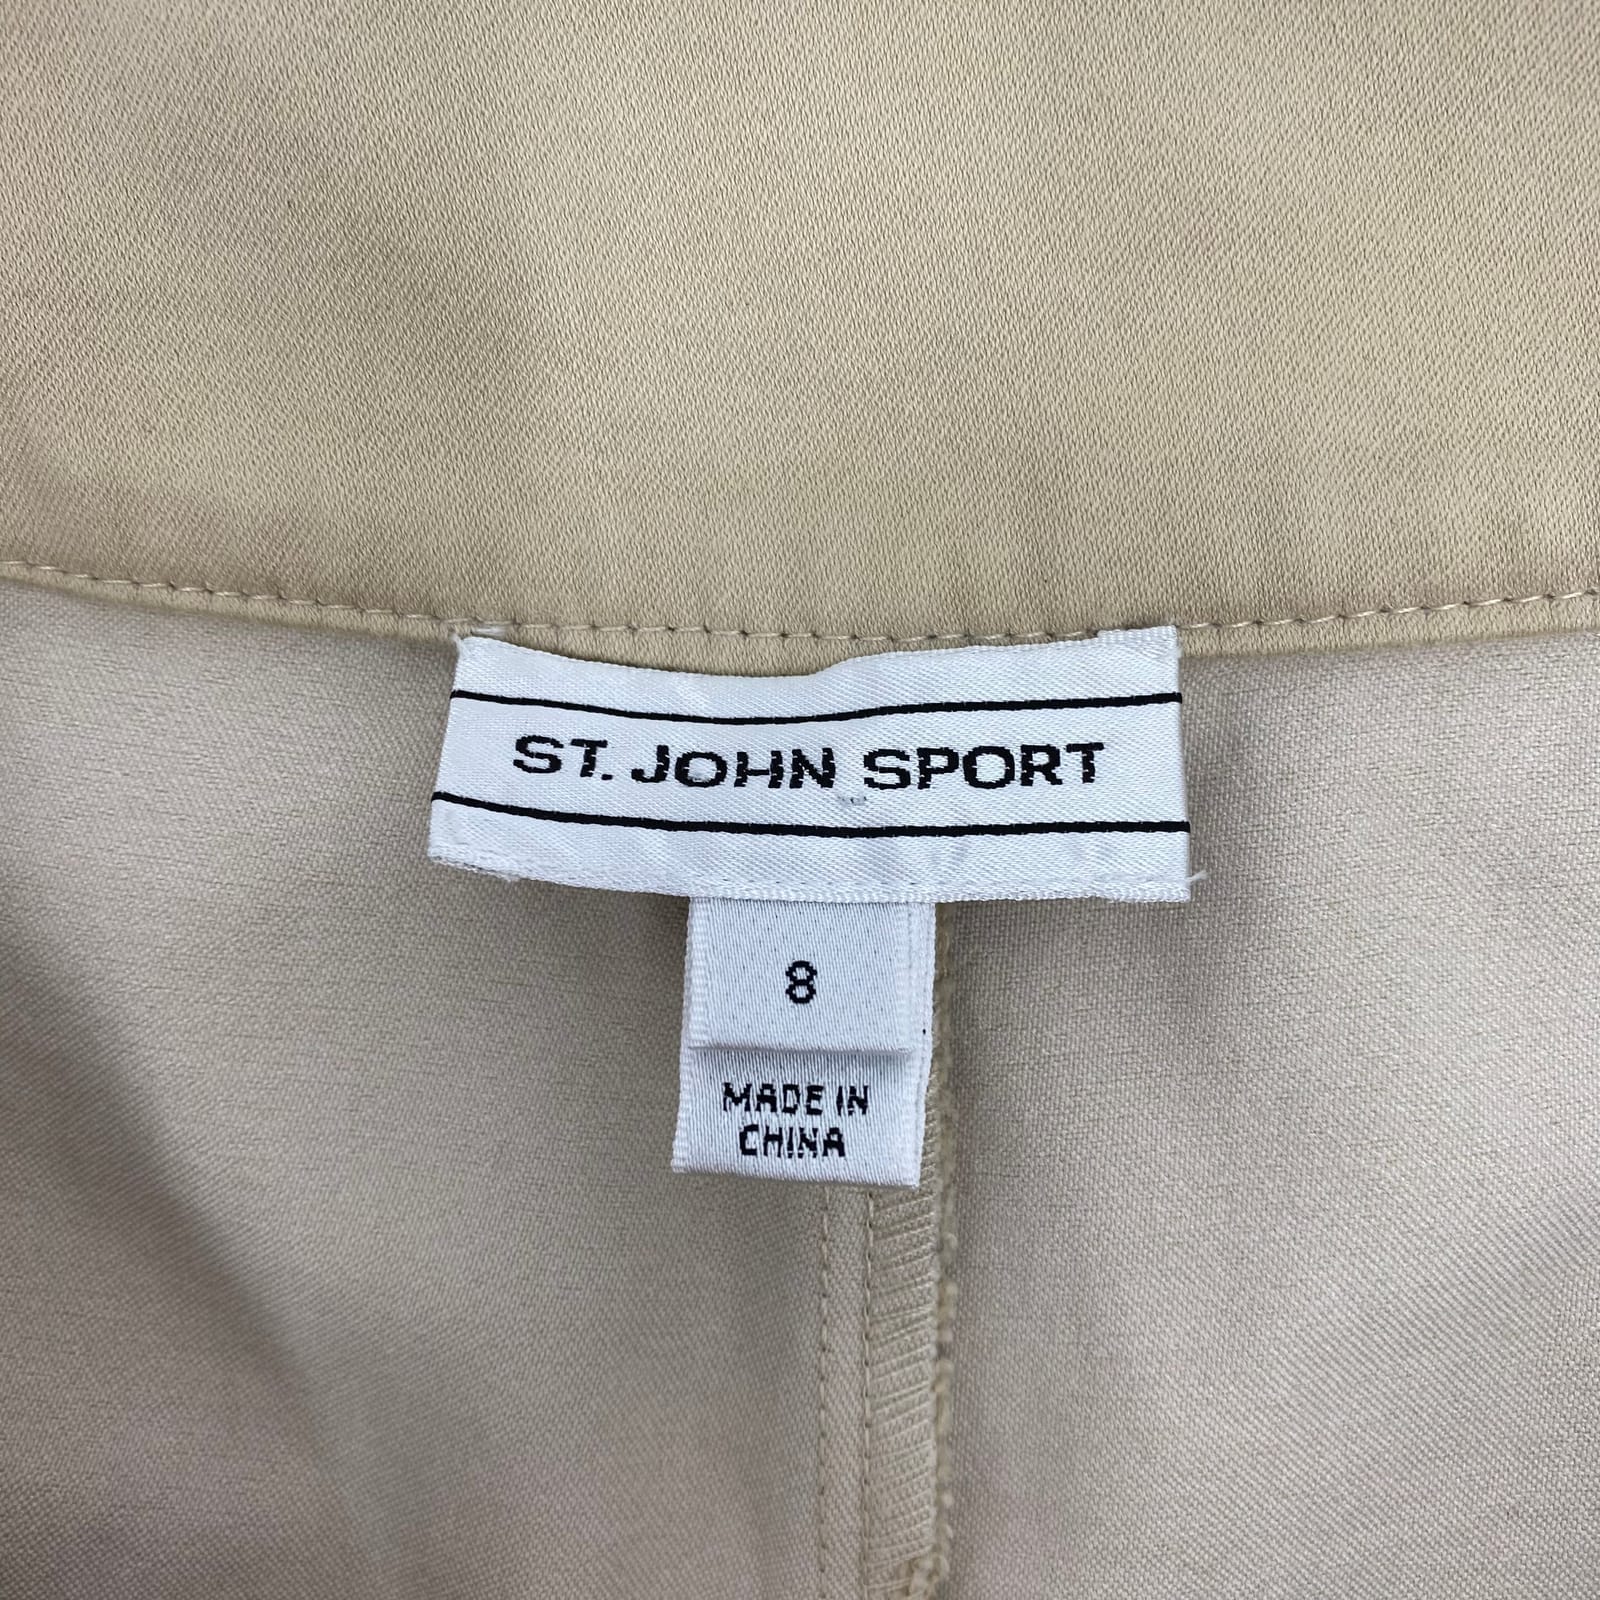 ST. JOHN SPORT
8
MADE IN
CHINA